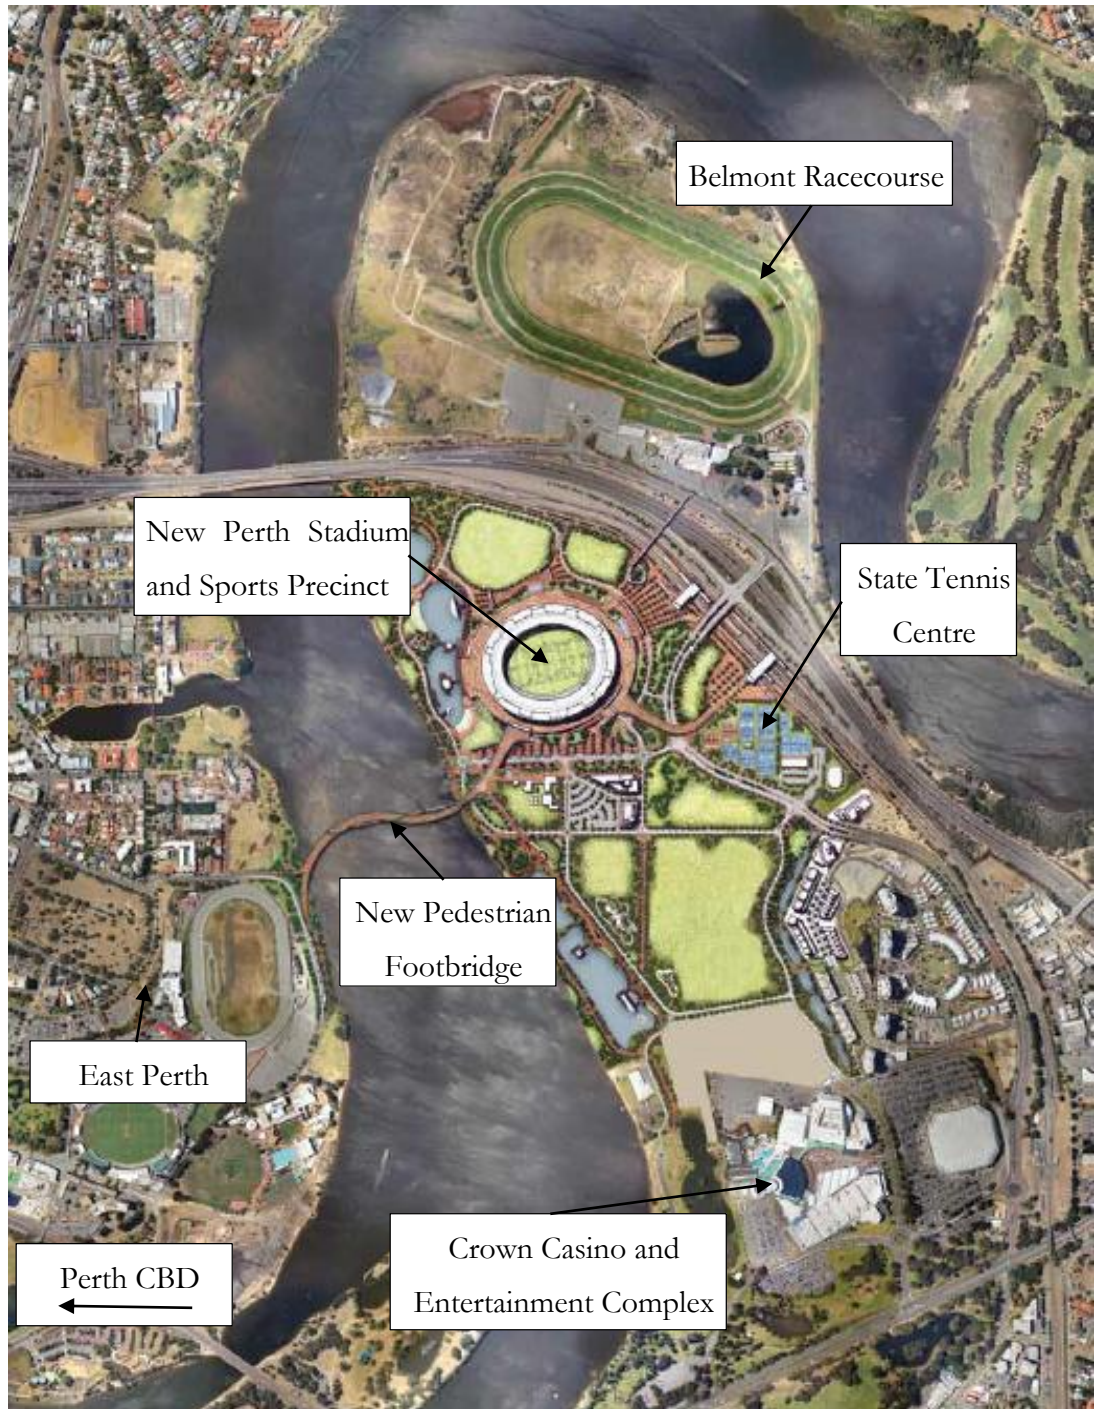 Belmont Racecourse
New Perth Stadium
and Sports Precinct
State Tennis
Centre
New Pedestrian
Footbridge
East Perth
Crown Casino and
Entertainment Complex
Perth CBD